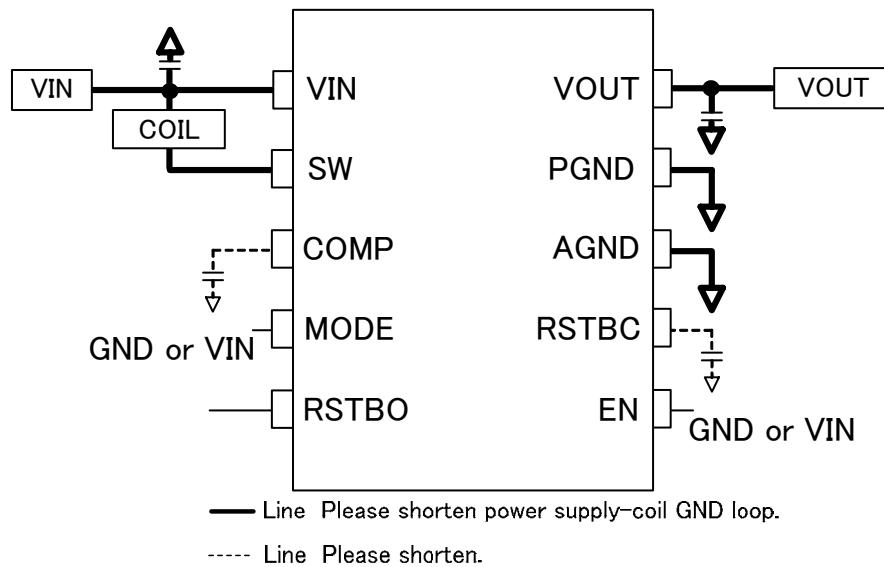 VIN
COIL
VIN
SW
COMP
MODE
RSTBO
GND or VIN
VOUT
PGND
AGND
RSTBC
EN
VOUT
GND or VIN
Line Please shorten power supply-coil GND loop.
Line Please shorten.